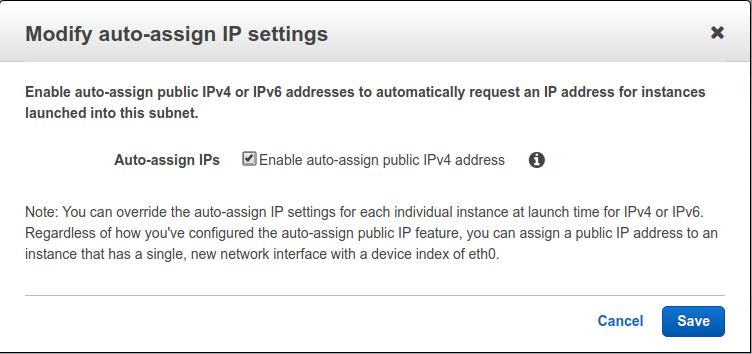 Modify auto-assign IP settings
Enable auto-assign public IPv4 or IPv6 addresses to automatically request an IP address for instances
launched into this subnet.
Auto-assign IPs Enable auto-assign public IPv4 address
Note: You can override the auto-assign IP settings for each individual instance at launch time for IPv4 or IPv6.
Regardless of how you've configured the auto-assign public IP feature, you can assign a public IP address to an
instance that has a single, new network interface with a device index of eth0.
Cancel Save